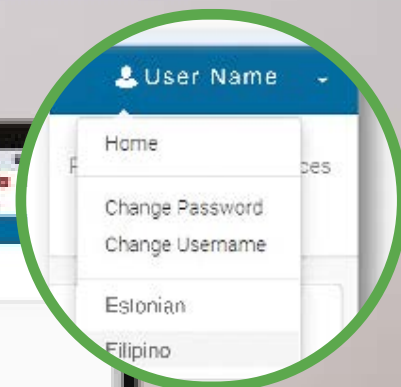 User Name
Home
Change Password
Change Username
Estonian
Filipino